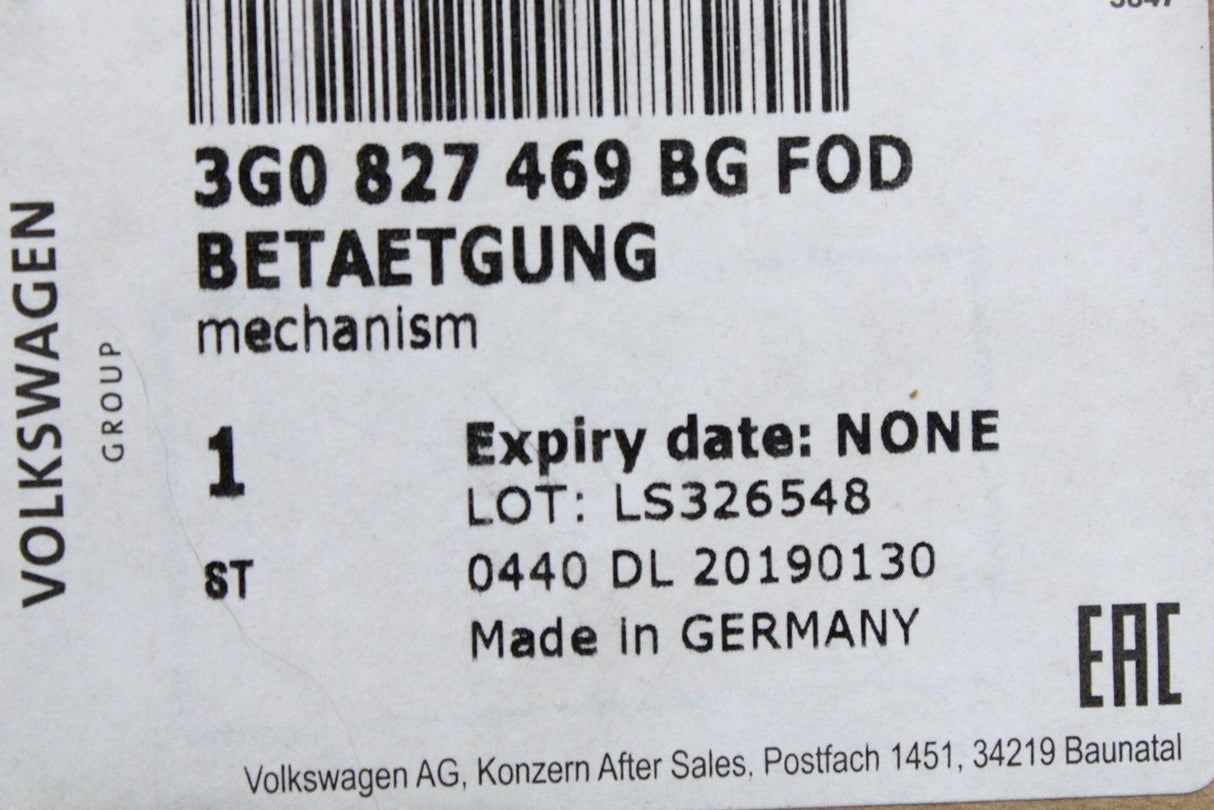 3G0 827 469 BG FOD
BETAETGUNG
mechanism
VOLKSWAGEN
GROUP
1
Expiry date: NONE
LOT: LS326548
ST
0440 DL 20190130
Made in GERMANY
EAC
Volkswagen AG, Konzern After Sales, Postfach 1451, 34219 Baunatal